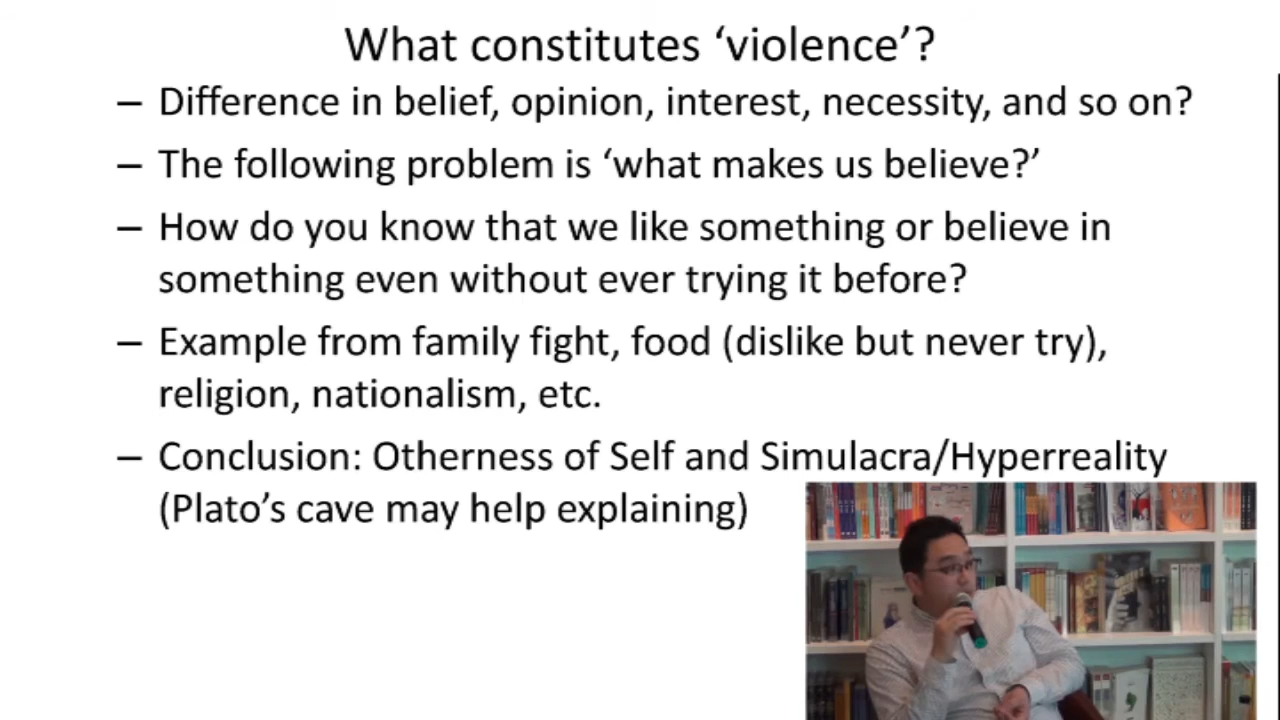 What constitutes ‘violence’?
– Difference in belief, opinion, interest, necessity, and so on?
– The following problem is ‘what makes us believe?’
– How do you know that we like something or believe in
something even without ever trying it before?
– Example from family fight, food (dislike but never try),
religion, nationalism, etc.
– Conclusion: Otherness of Self and Simulacra/Hyperreality
(Plato’s cave may help explaining)